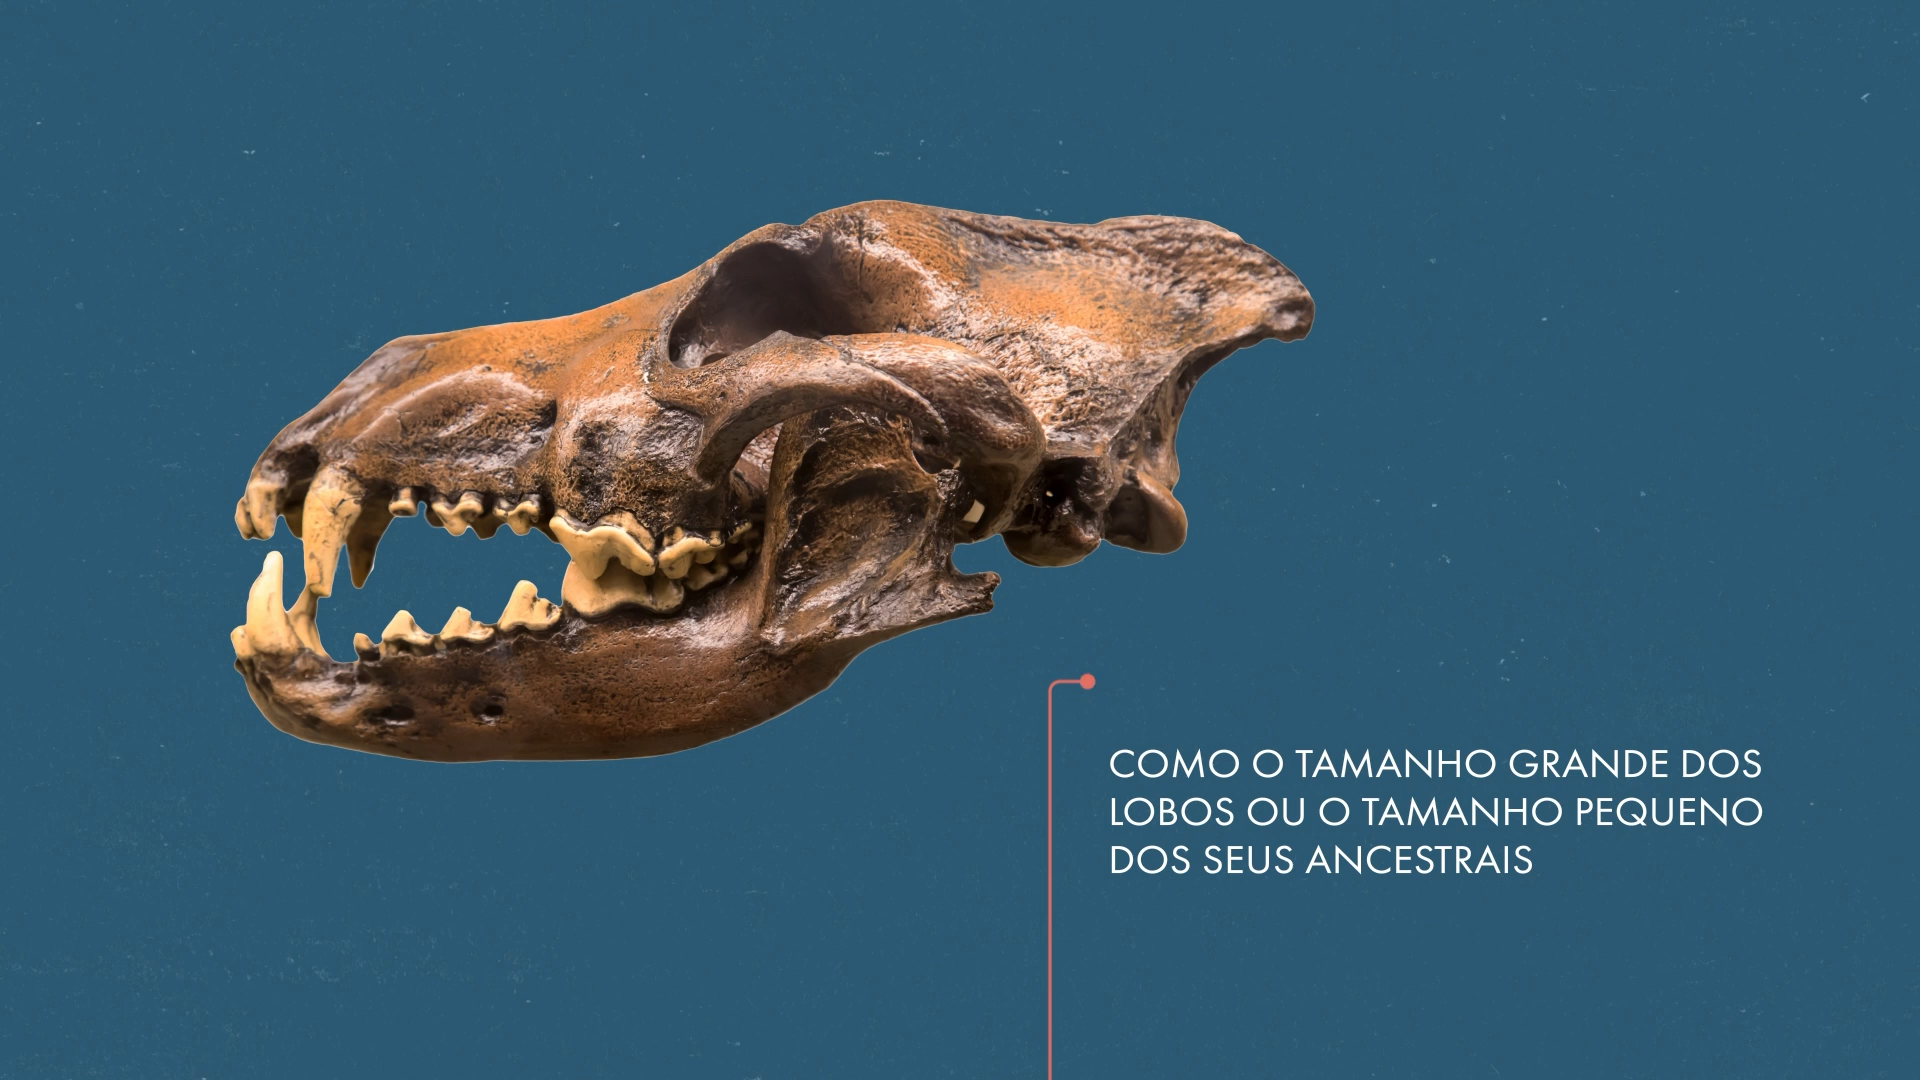 COMO O TAMANHO GRANDE DOS
LOBOS OU O TAMANHO PEQUENO
DOS SEUS ANCESTRAIS